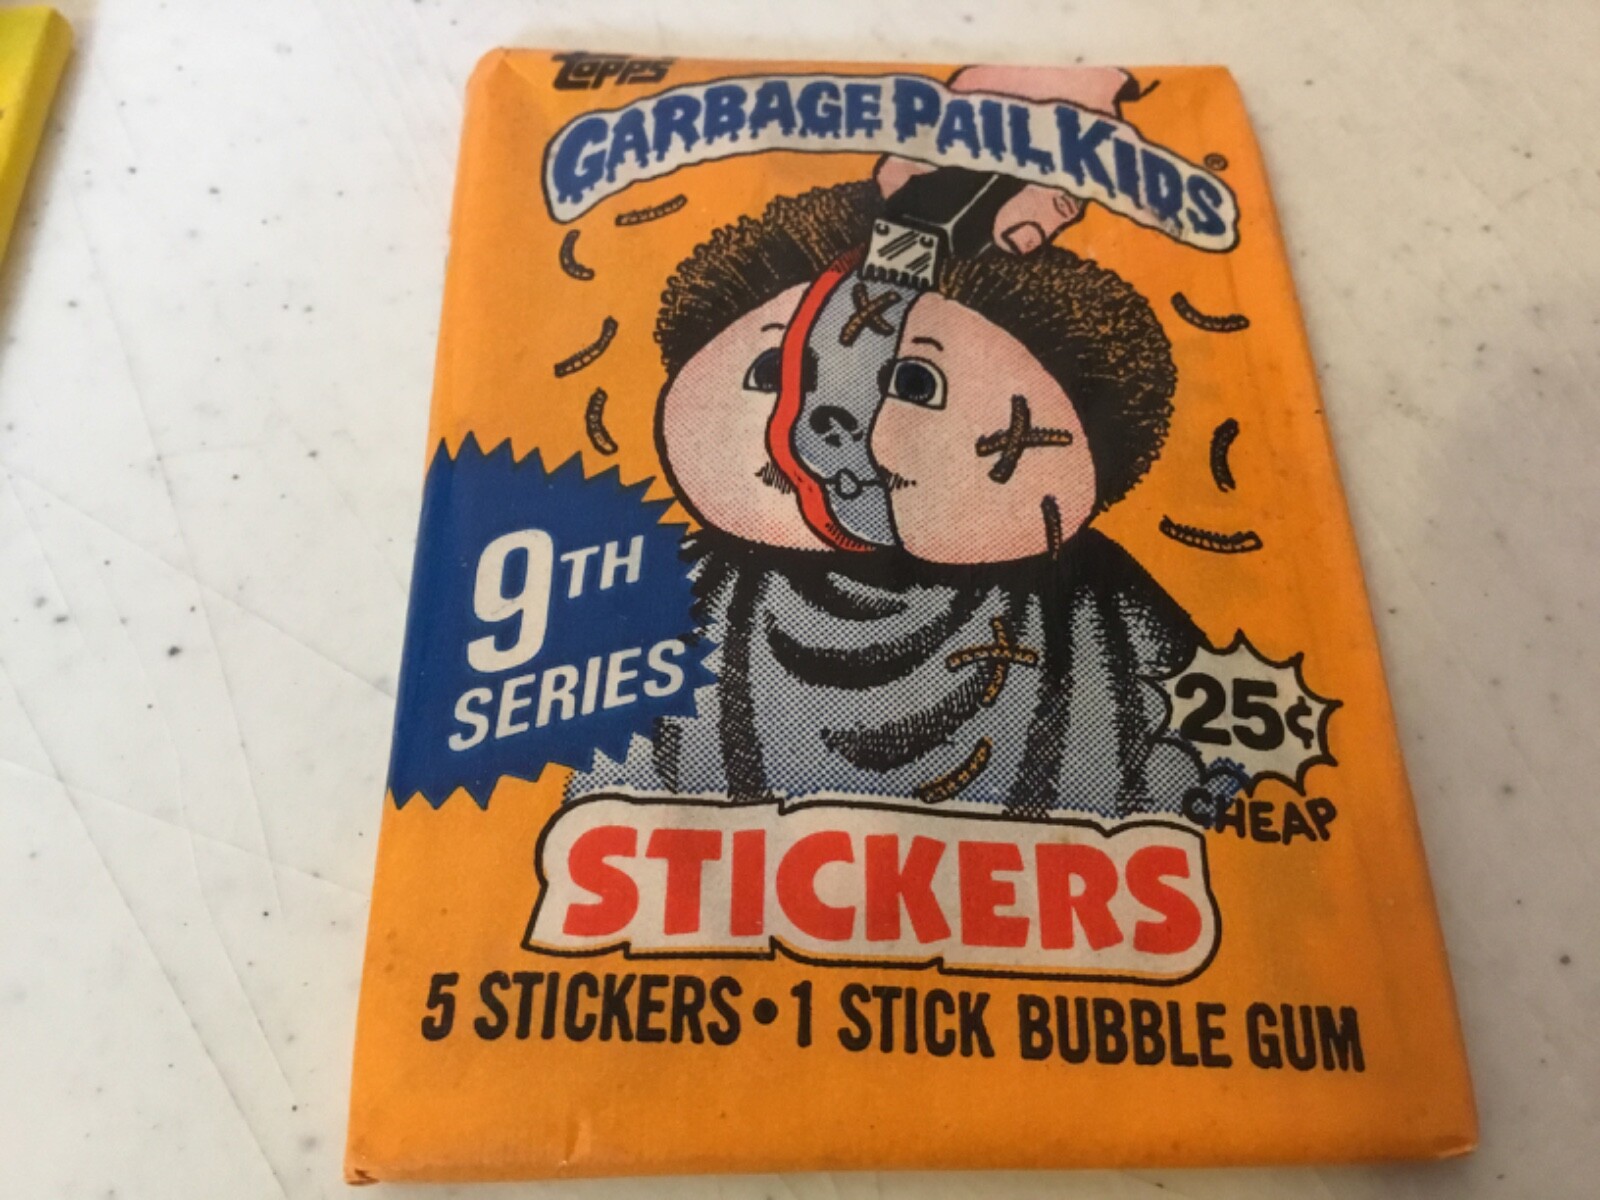 Topps
GARBAGE PAIL KIDS®
9TH
SERIES
25¢
CHEAP
STICKERS
5 STICKERS • 1 STICK BUBBLE GUM